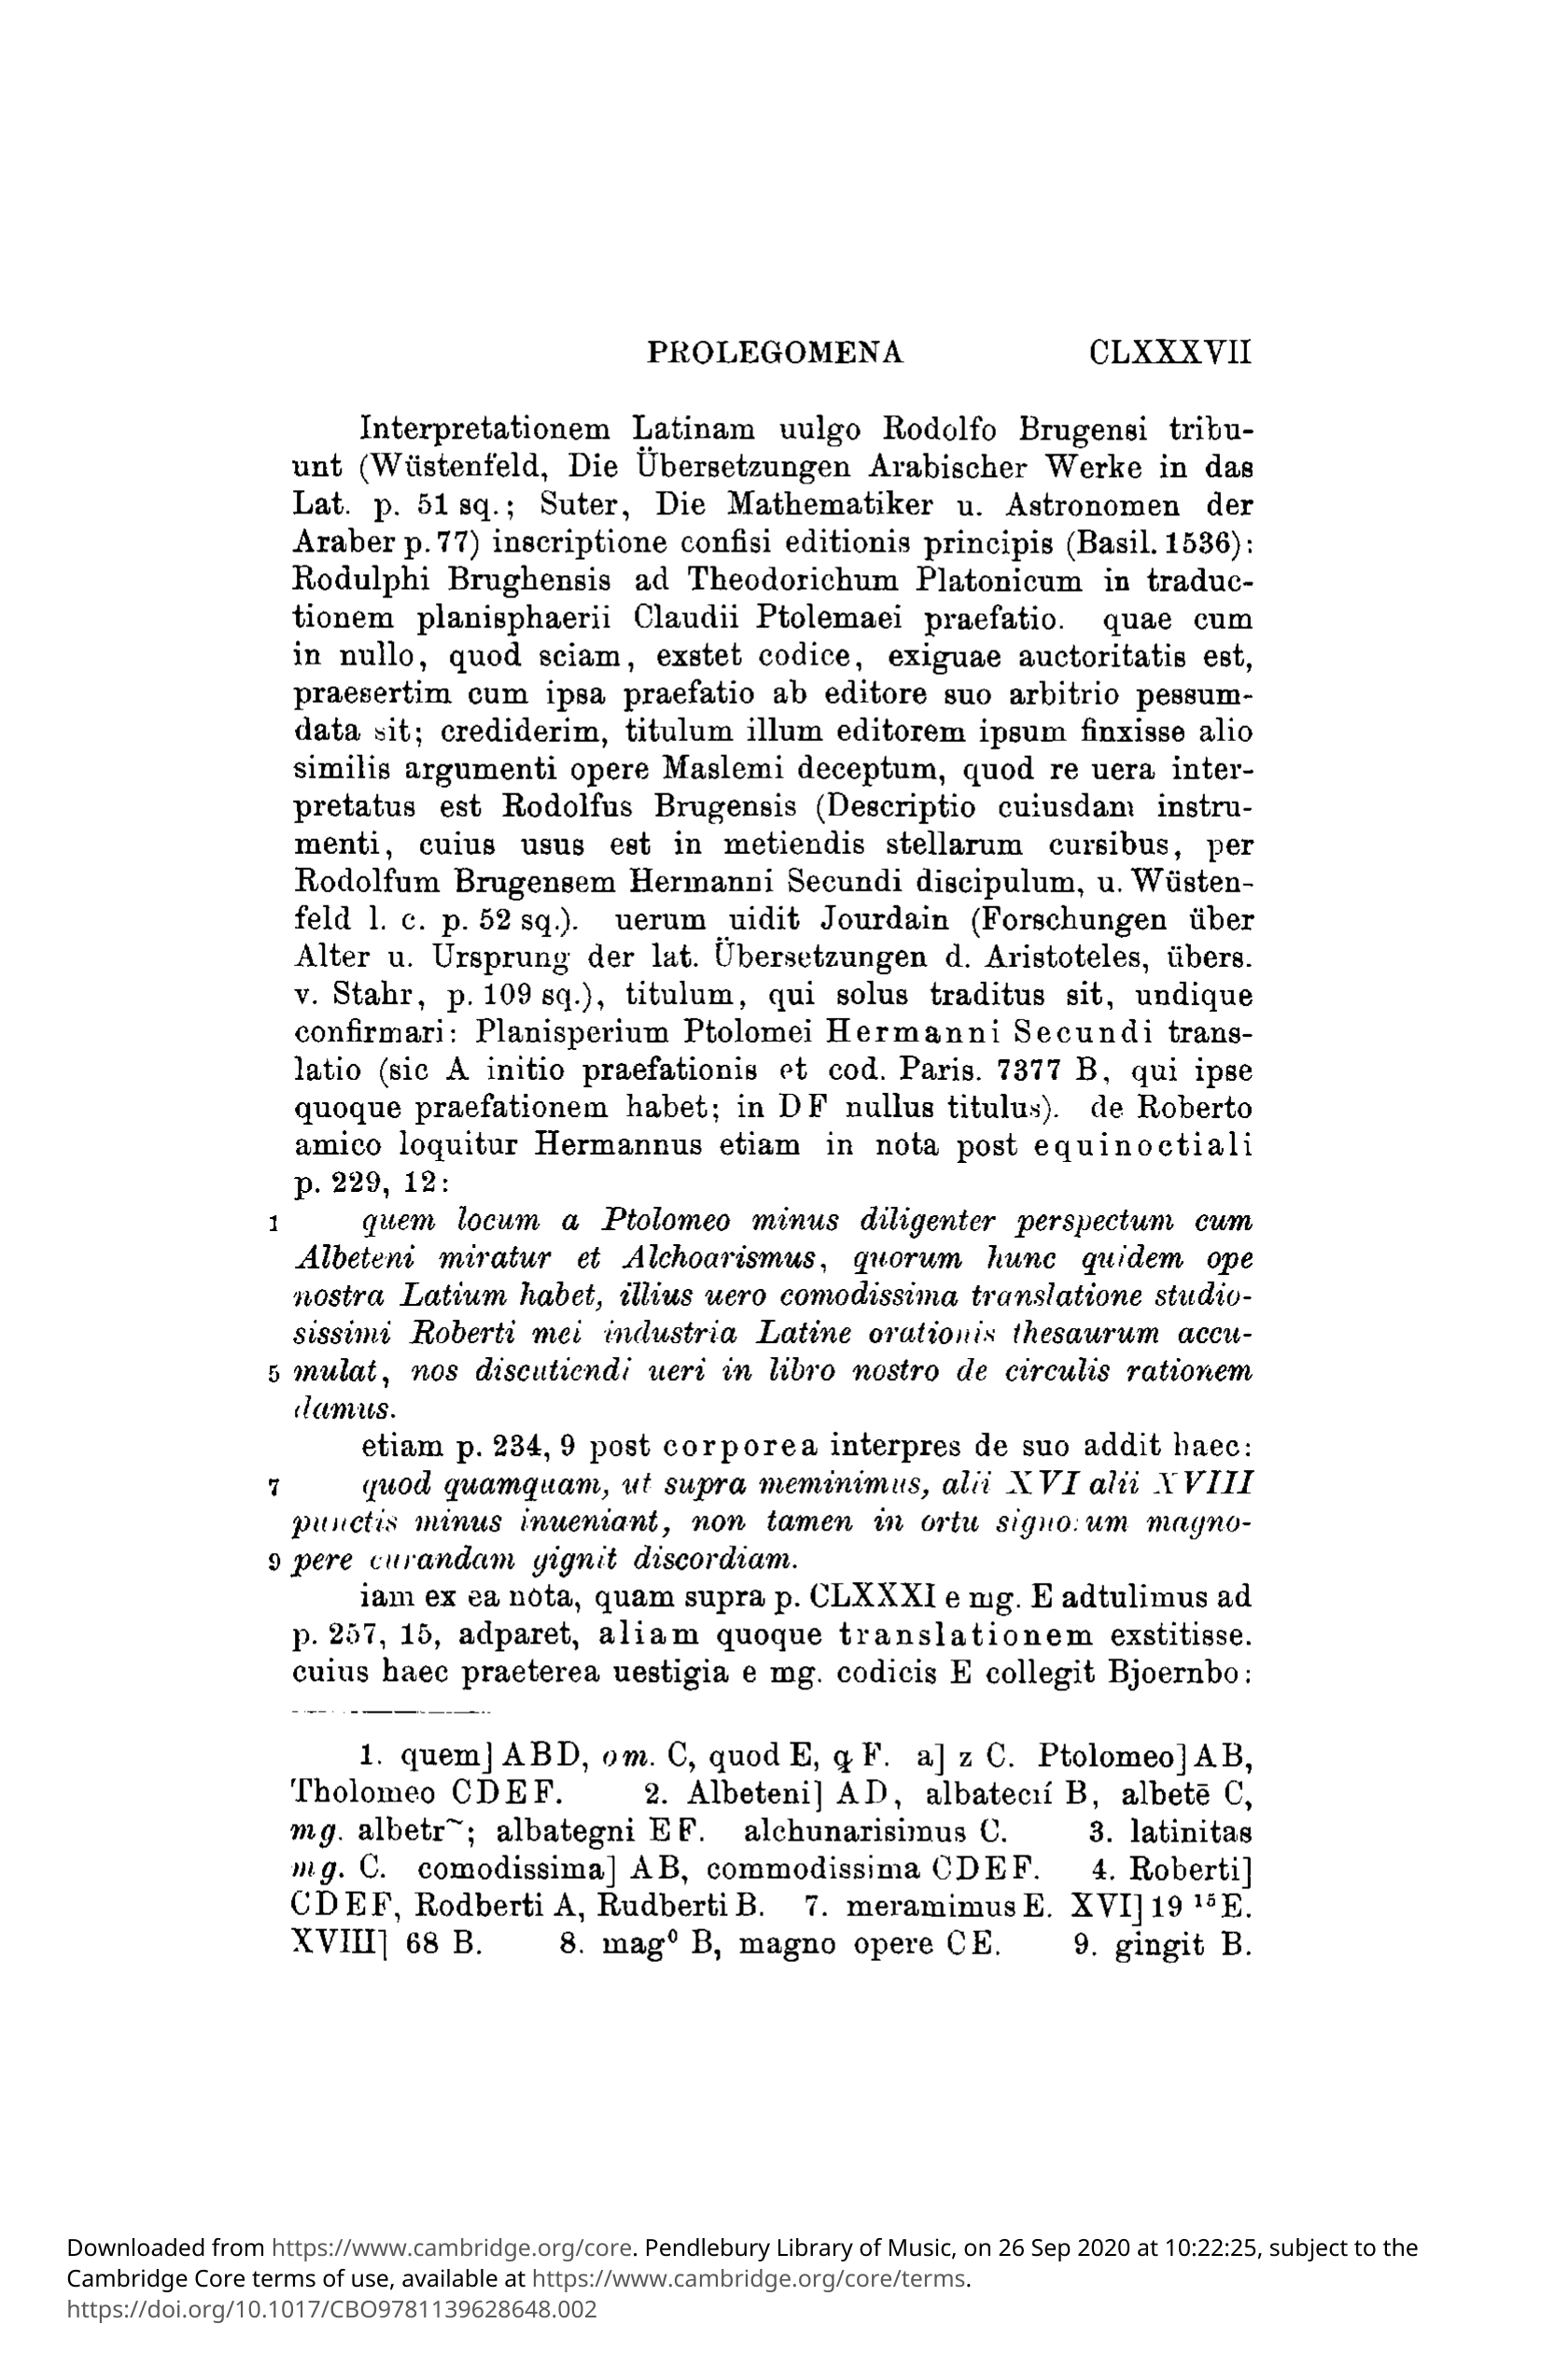 PROLEGOMENA CLXXXVII
Interpretationem Latinam uulgo Rodolfo Brugensi tribu-
unt (Wüstenfeld, Die Übersetzungen Arabischer Werke in das
Lat. p. 51 sq.; Suter, Die Mathematiker u. Astronomen der
Araber p. 77) inscriptione confisi editionis principis (Basil. 1536):
Rodulphi Brughensis ad Theodorichum Platonicum in traduc-
tionem planisphaerii Claudii Ptolemaei praefatio. quae cum
in nullo, quod sciam, exstet codice, exiguae auctoritatis est,
praesertim cum ipsa praefatio ab editore suo arbitrio pessum-
data sit; crediderim, titulum illum editorem ipsum finxisse alio
similis argumenti opere Maslemi deceptum, quod re uera inter-
pretatus est Rodolfus Brugensis (Descriptio cuiusdam instru-
menti, cuius usus est in metiendis stellarum cursibus, per
Rodolfum Brugensem Hermanni Secundi discipulum, u. Wüsten-
feld l. c. p. 52 sq.). uerum uidit Jourdain (Forschungen über
Alter u. Ursprung der lat. Übersetzungen d. Aristoteles, übers.
v. Stahr, p. 109 sq.), titulum, qui solus traditus sit, undique
confirmari: Planisperium Ptolomei Hermanni Secundi trans-
latio (sic A initio praefationis et cod. Paris. 7377 B, qui ipse
quoque praefationem habet; in DF nullus titulus). de Roberto
amico loquitur Hermannus etiam in nota post equinoctiali
p. 229, 12:
1 quem locum a Ptolomeo minus diligenter perspectum cum
Albeteni miratur et Alchoarismus, quorum hunc quidem ope
nostra Latium habet, illius uero comodissima translatione studio-
sissimi Roberti mei industria Latine orationis thesaurum accu-
5 mulat, nos discutiendi ueri in libro nostro de circulis rationem
damus.
etiam p. 234, 9 post corporea interpres de suo addit haec:
7 quod quamquam, ut supra meminimus, alii XVI alii XVIII
punctis minus inueniant, non tamen in ortu signorum magno-
9 pere curandam gignit discordiam.
iam ex ea nota, quam supra p. CLXXXI e mg. E adtulimus ad
p. 257, 15, adparet, aliam quoque translationem exstitisse.
cuius haec praeterea uestigia e mg. codicis E collegit Bjoernbo:
1. quem] ABD, om. C, quod E, q F. a] z C. Ptolomeo] AB,
Tholomeo CDEF. 2. Albeteni] AD, albatecıí B, albetē C,
mg. albetr~; albategni EF. alchunarisimus C. 3. latinitas
mg. C. comodissima] AB, commodissima CDEF. 4. Roberti]
CDEF, Rodberti A, Rudberti B. 7. meramimus E. XVI] 19 ¹⁵ E.
XVIII] 68 B. 8. mag⁰ B, magno opere CE. 9. gingit B.
Downloaded from https://www.cambridge.org/core. Pendlebury Library of Music, on 26 Sep 2020 at 10:22:25, subject to the
Cambridge Core terms of use, available at https://www.cambridge.org/core/terms.
https://doi.org/10.1017/CBO9781139628648.002